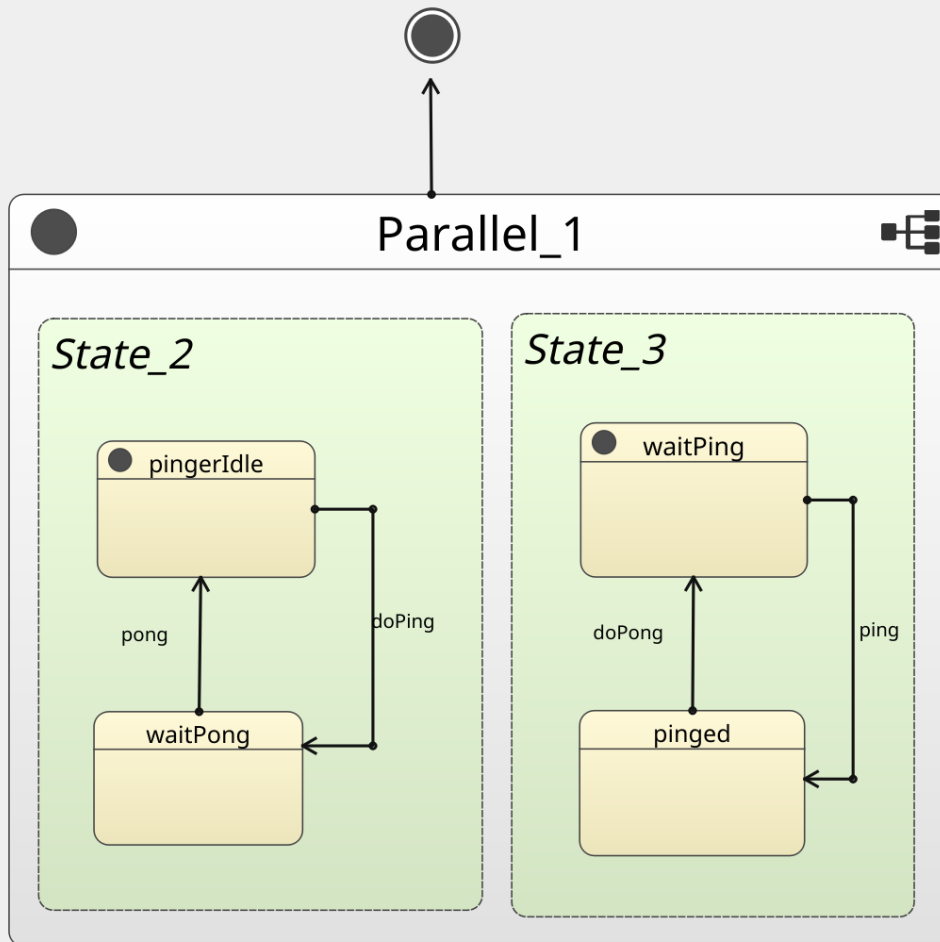 Parallel_1
State_2
State_3
pingerIdle
waitPing
pong
doPing
doPong
ping
waitPong
pinged